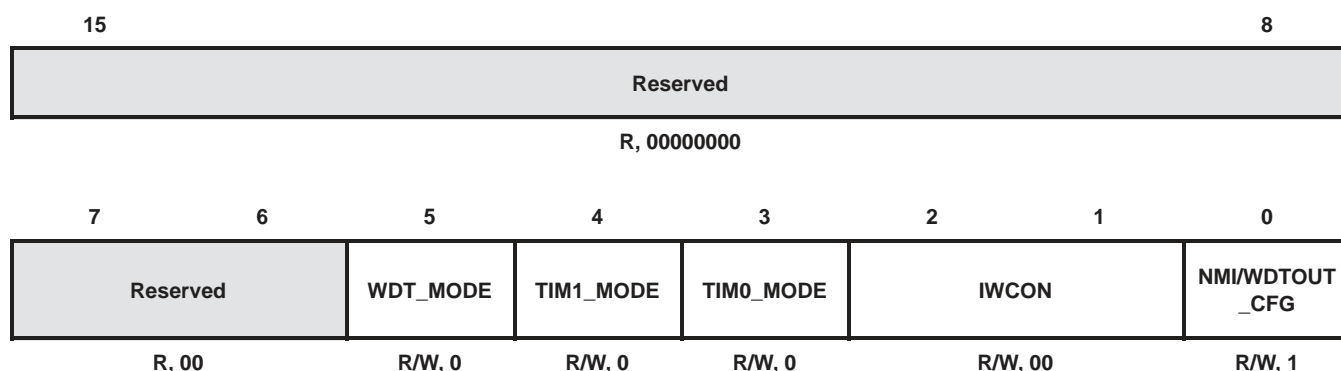 15 8
Reserved
R, 00000000
7 6 5 4 3 2 1 0
Reserved WDT_MODE TIM1_MODE TIM0_MODE IWCON NMI/WDTOUT
_CFG
R, 00 R/W, 0 R/W, 0 R/W, 0 R/W, 00 R/W, 1